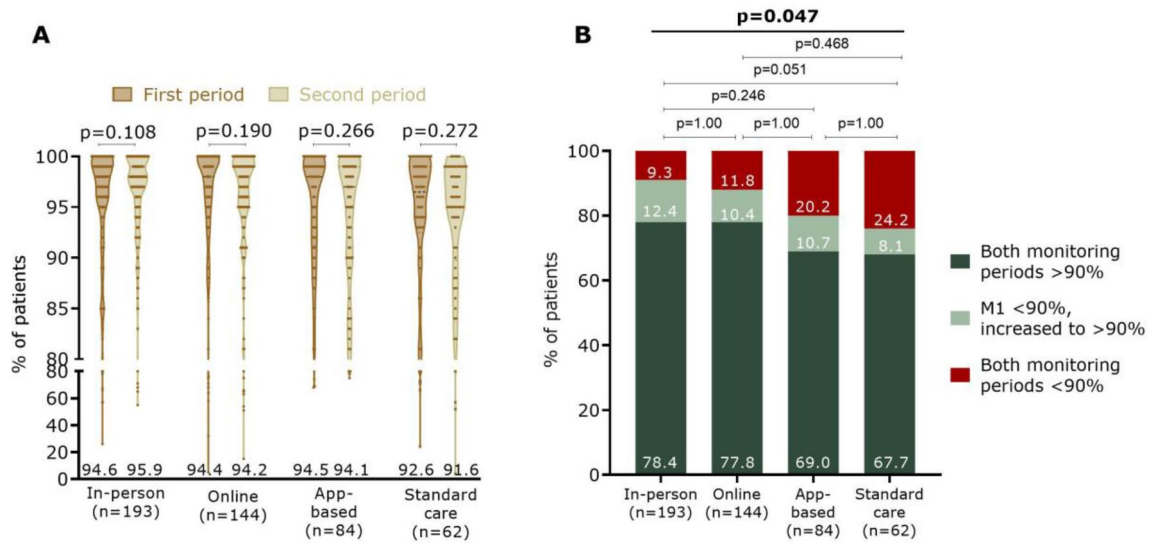 A
First period
Second period
p=0.108
p=0.190
p=0.266
p=0.272
% of patients
100
95
90
85
80
80
60
40
20
0
94.6
95.9
94.4
94.2
94.5
94.1
92.6
91.6
In-person
(n=193)
Online
(n=144)
App-
based
(n=84)
Standard
care
(n=62)
B
p=0.047
p=0.468
p=0.051
p=0.246
p=1.00
p=1.00
p=1.00
% of patients
100
80
60
40
20
0
9.3
12.4
78.4
11.8
10.4
77.8
20.2
10.7
69.0
24.2
8.1
67.7
In-person
(n=193)
Online
(n=144)
App-
based
(n=84)
Standard
care
(n=62)
Both monitoring
periods >90%
M1 <90%,
increased to >90%
Both monitoring
periods <90%